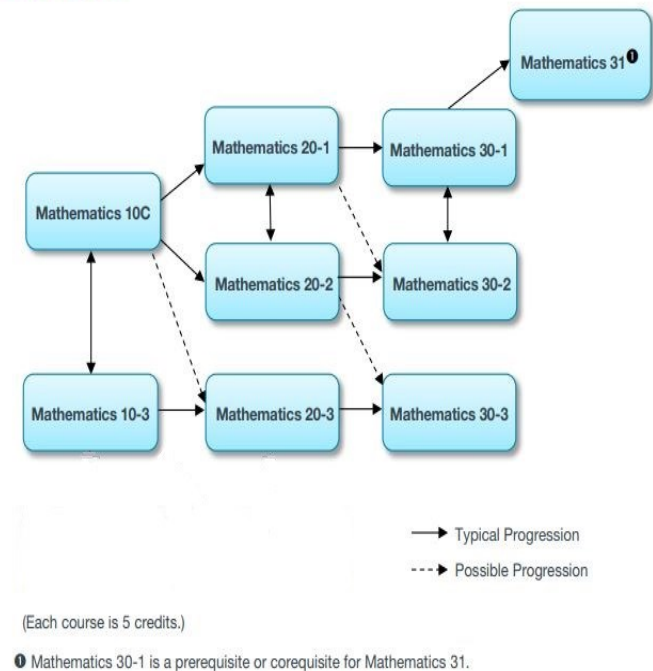 Mathematics 31❶
Mathematics 20-1
Mathematics 30-1
Mathematics 10C
Mathematics 20-2
Mathematics 30-2
Mathematics 10-3
Mathematics 20-3
Mathematics 30-3
Typical Progression
Possible Progression
(Each course is 5 credits.)
❶ Mathematics 30-1 is a prerequisite or corequisite for Mathematics 31.